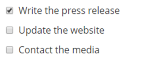 Write the press release
Update the website
Contact the media